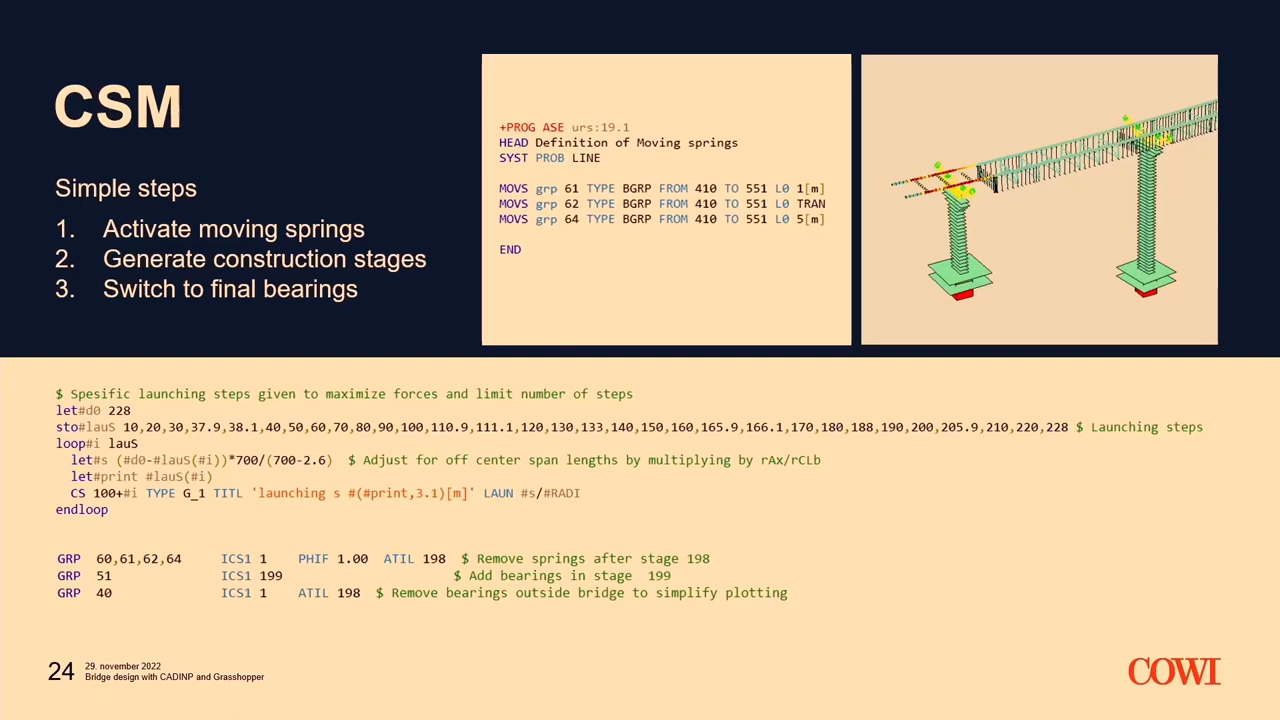 CSM
Simple steps
1. Activate moving springs
2. Generate construction stages
3. Switch to final bearings
+PROG ASE urs:19.1
HEAD Definition of Moving springs
SYST PROB LINE
MOVS grp 61 TYPE BGRP FROM 410 TO 551 L0 1[m]
MOVS grp 62 TYPE BGRP FROM 410 TO 551 L0 TRAN
MOVS grp 64 TYPE BGRP FROM 410 TO 551 L0 5[m]
END
$ Spesific launching steps given to maximize forces and limit number of steps
let#d0 228
sto#lauS 10,20,30,37.9,38.1,40,50,60,70,80,90,100,110.9,111.1,120,130,133,140,150,160,165.9,166.1,170,180,188,190,200,205.9,210,220,228 $ Launching steps
loop#i lauS
let#s (#d0-#lauS(#i))*700/(700-2.6) $ Adjust for off center span lengths by multiplying by rAx/rCLb
let#print #lauS(#i)
CS 100+#i TYPE G_1 TITL 'launching s #(#print,3.1)[m]' LAUN #s/#RADI
endloop
GRP 60,61,62,64 ICS1 1 PHIF 1.00 ATIL 198 $ Remove springs after stage 198
GRP 51 ICS1 199 $ Add bearings in stage 199
GRP 40 ICS1 1 ATIL 198 $ Remove bearings outside bridge to simplify plotting
24
29. november 2022
Bridge design with CADINP and Grasshopper
COWI